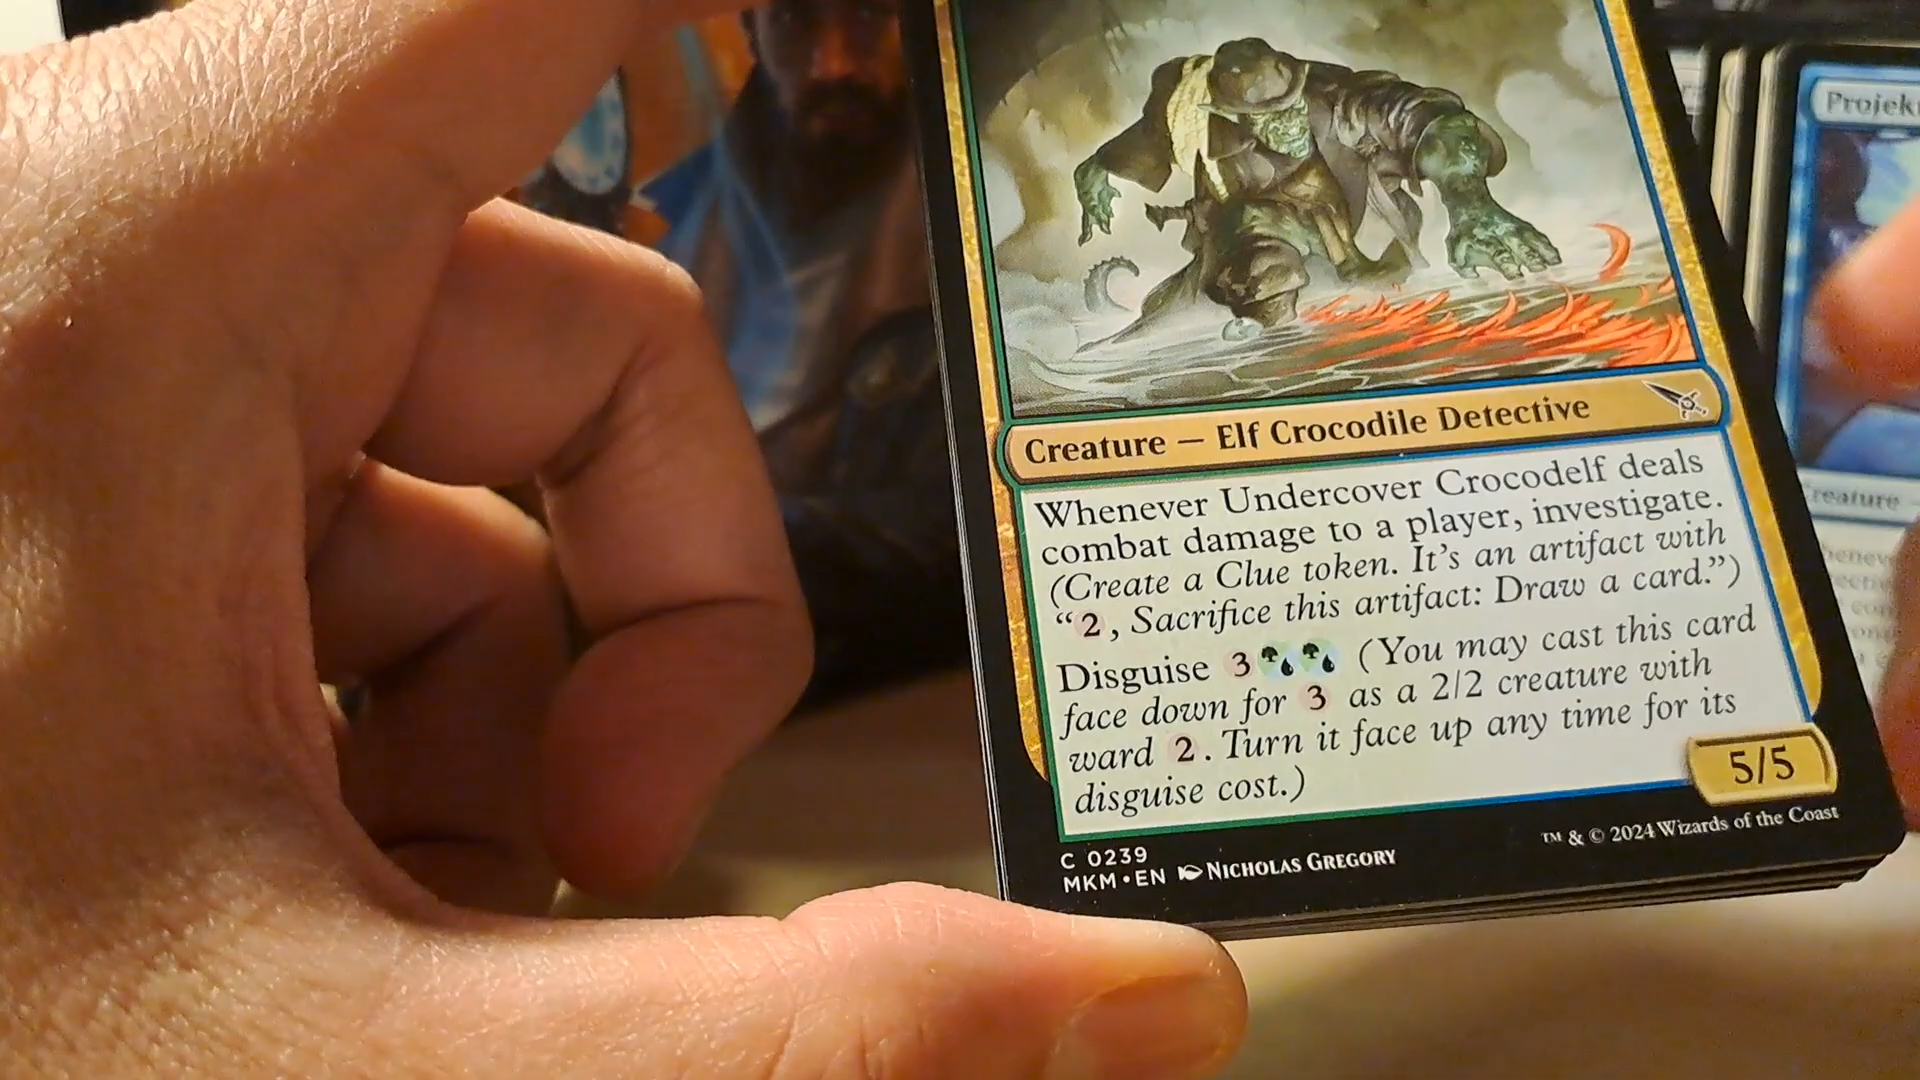 Creature — Elf Crocodile Detective
Whenever Undercover Crocodelf deals
combat damage to a player, investigate.
(Create a Clue token. It's an artifact with
“2, Sacrifice this artifact: Draw a card.”)
Disguise 3 (You may cast this card
face down for 3 as a 2/2 creature with
ward 2. Turn it face up any time for its
disguise cost.)
5/5
C 0239
MKM • EN NICHOLAS GREGORY
™ & © 2024 Wizards of the Coast
Projek
Creature